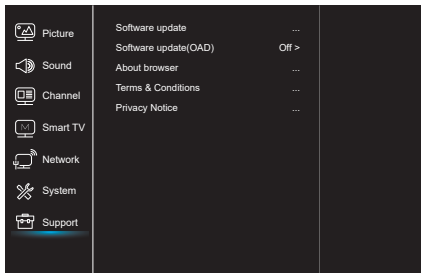 Picture
Sound
Channel
Smart TV
Network
System
Support
Software update ...
Software update(OAD) Off >
About browser ...
Terms & Conditions ...
Privacy Notice ...